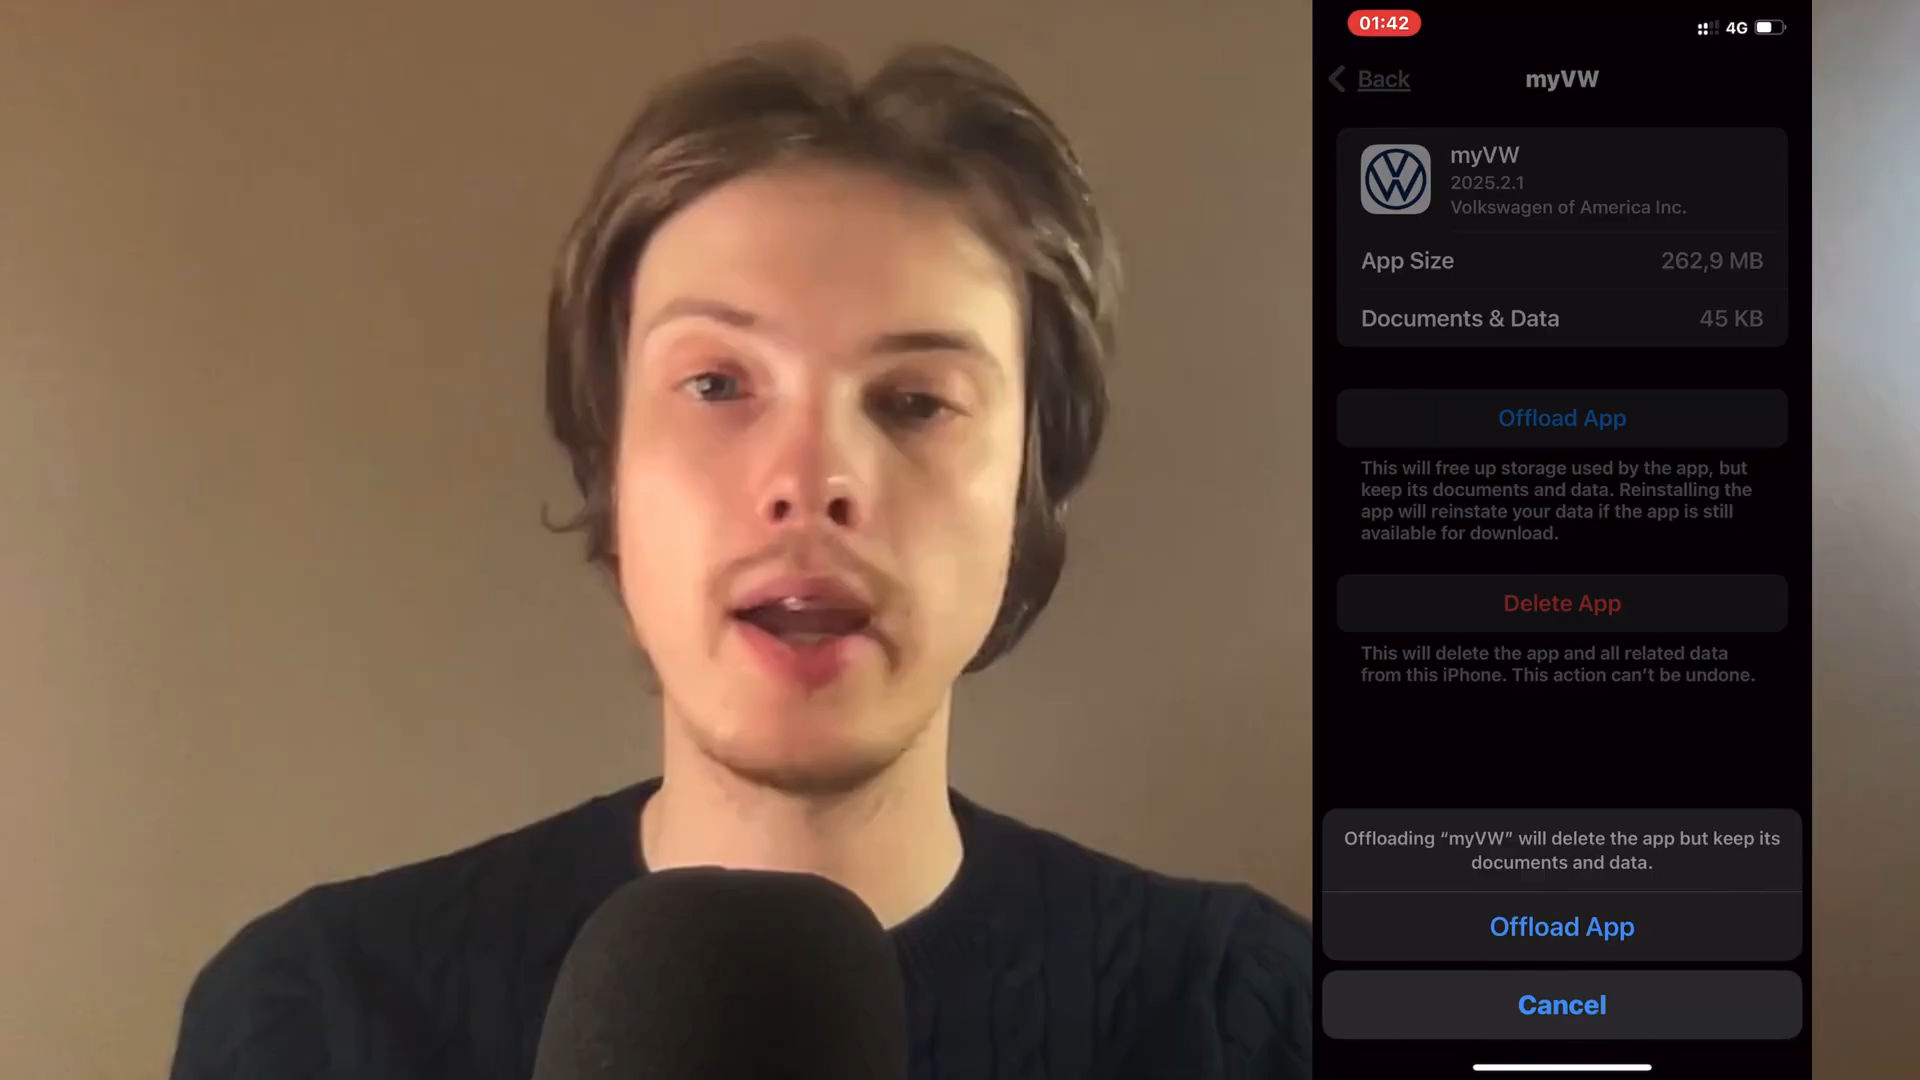 01:42
4G
Back
myVW
myVW
2025.2.1
Volkswagen of America Inc.
App Size
262,9 MB
Documents & Data
45 KB
Offload App
This will free up storage used by the app, but
keep its documents and data. Reinstalling the
app will reinstate your data if the app is still
available for download.
Delete App
This will delete the app and all related data
from this iPhone. This action can’t be undone.
Offloading “myVW” will delete the app but keep its
documents and data.
Offload App
Cancel